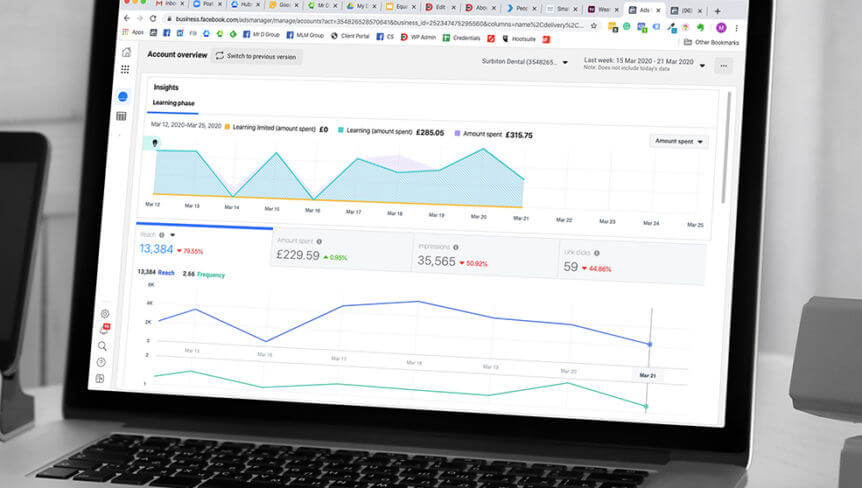 Inbo
Post
Hub
Goo
Mr D
My D
Equi
Edit
Abou
Peop
Sma
Wea
Ads
(96)
business.facebook.com/adsmanager/manage/accounts?act=354826528570641&business_id=252347475295560&columns=name%2Cdelivery%2C...
Apps
FB
Mr D Group
MLM Group
Client Portal
CS
WP Admin
Credentials
Hootsuite
Other Bookmarks
Account overview
Switch to previous version
Surbiton Dental (3548265...
Last week: 15 Mar 2020 - 21 Mar 2020
Note: Does not include today's data
Insights
Learning phase
Mar 12, 2020-Mar 25, 2020
Learning limited (amount spent) £0
Learning (amount spent) £285.05
Amount spent £315.75
Amount spent
Mar 12 Mar 13 Mar 14 Mar 15 Mar 16 Mar 17 Mar 18 Mar 19 Mar 20 Mar 21 Mar 22 Mar 23 Mar 24 Mar 25
Reach
13,384 79.55%
Amount spent
£229.59 0.95%
Impressions
35,565 50.92%
Link clicks
59 44.86%
13,384 Reach 2.66 Frequency
6K
4K
2K
0
Mar 15 Mar 16 Mar 17 Mar 18 Mar 19 Mar 20 Mar 21
2
1